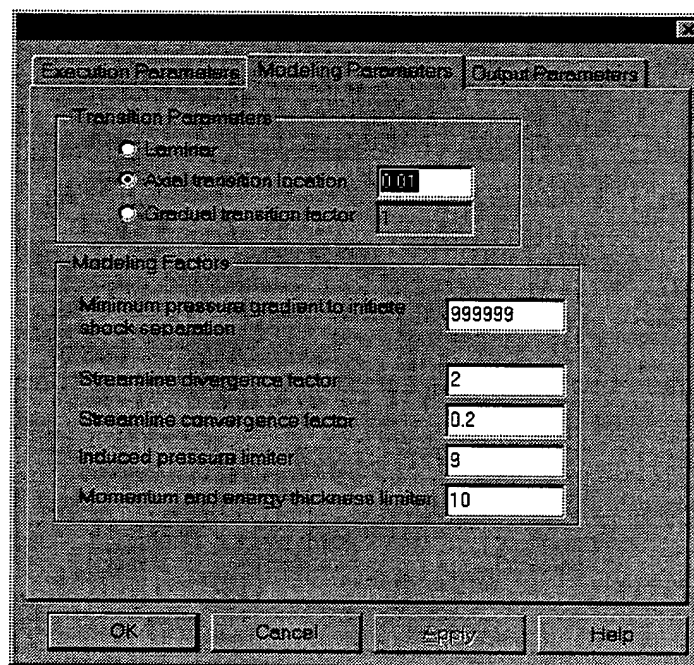 Execution Parameters Modeling Parameters Output Parameters
Transition Parameters
Laminar
Axial transition location 0.01
Gradual transition factor 1
Modeling Factors
Minimum pressure gradient to initiate
shock separation 999999
Streamline divergence factor 2
Streamline convergence factor 0.2
Induced pressure limiter 9
Momentum and energy thickness limiter 10
OK Cancel Apply Help